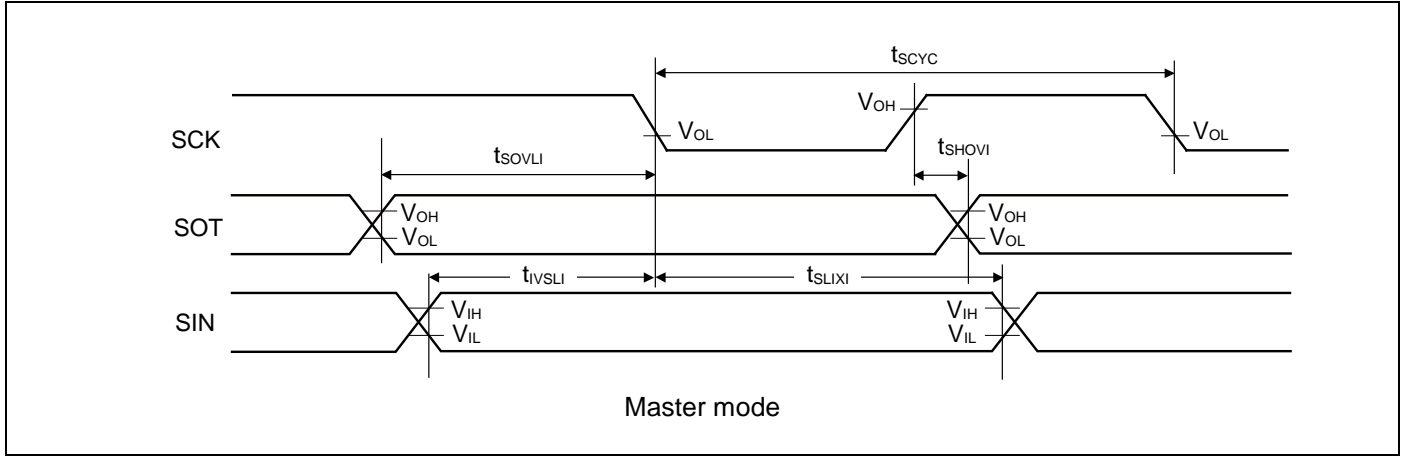 tSCYC
VOH
SCK
VOL
VOL
tSOVLI
tSHOVI
SOT
VOH
VOL
VOH
VOL
tIVSLI
tSLIXI
SIN
VIH
VIL
VIH
VIL
Master mode